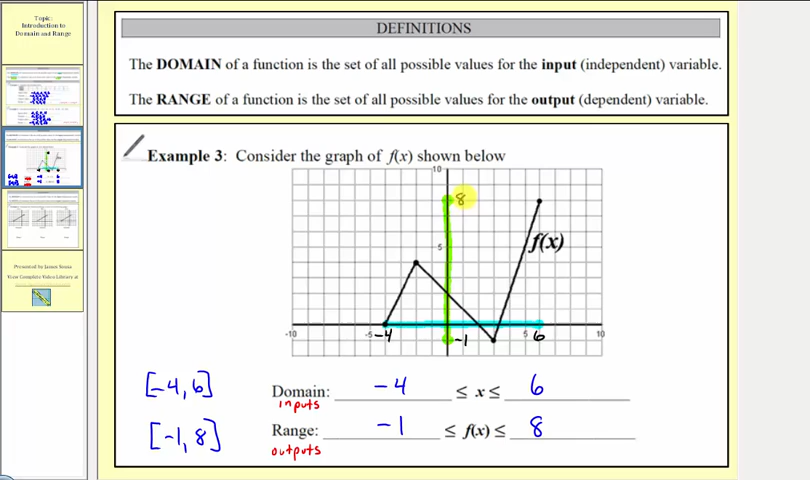 Topic:
Introduction to
Domain and Range
DEFINITIONS
The DOMAIN of a function is the set of all possible values for the input (independent) variable.
The RANGE of a function is the set of all possible values for the output (dependent) variable.
Example 3: Consider the graph of f(x) shown below
10
8
5
f(x)
-10 -5 -4 -1 5 6 10
[-4, 6] Domain: -4 ≤ x ≤ 6
inputs
[-1, 8] Range: -1 ≤ f(x) ≤ 8
outputs
Presented by James Sousa
View Complete Video Library at